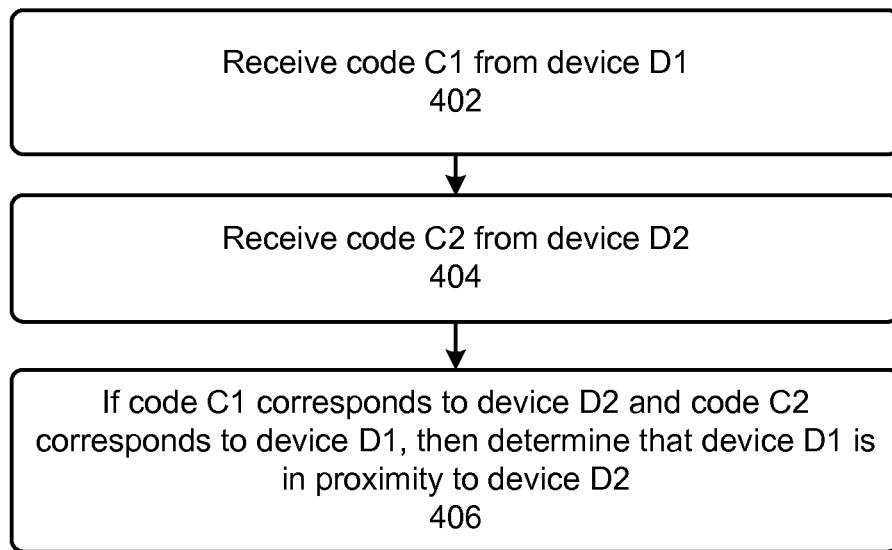 Receive code C1 from device D1
402
Receive code C2 from device D2
404
If code C1 corresponds to device D2 and code C2
corresponds to device D1, then determine that device D1 is
in proximity to device D2
406